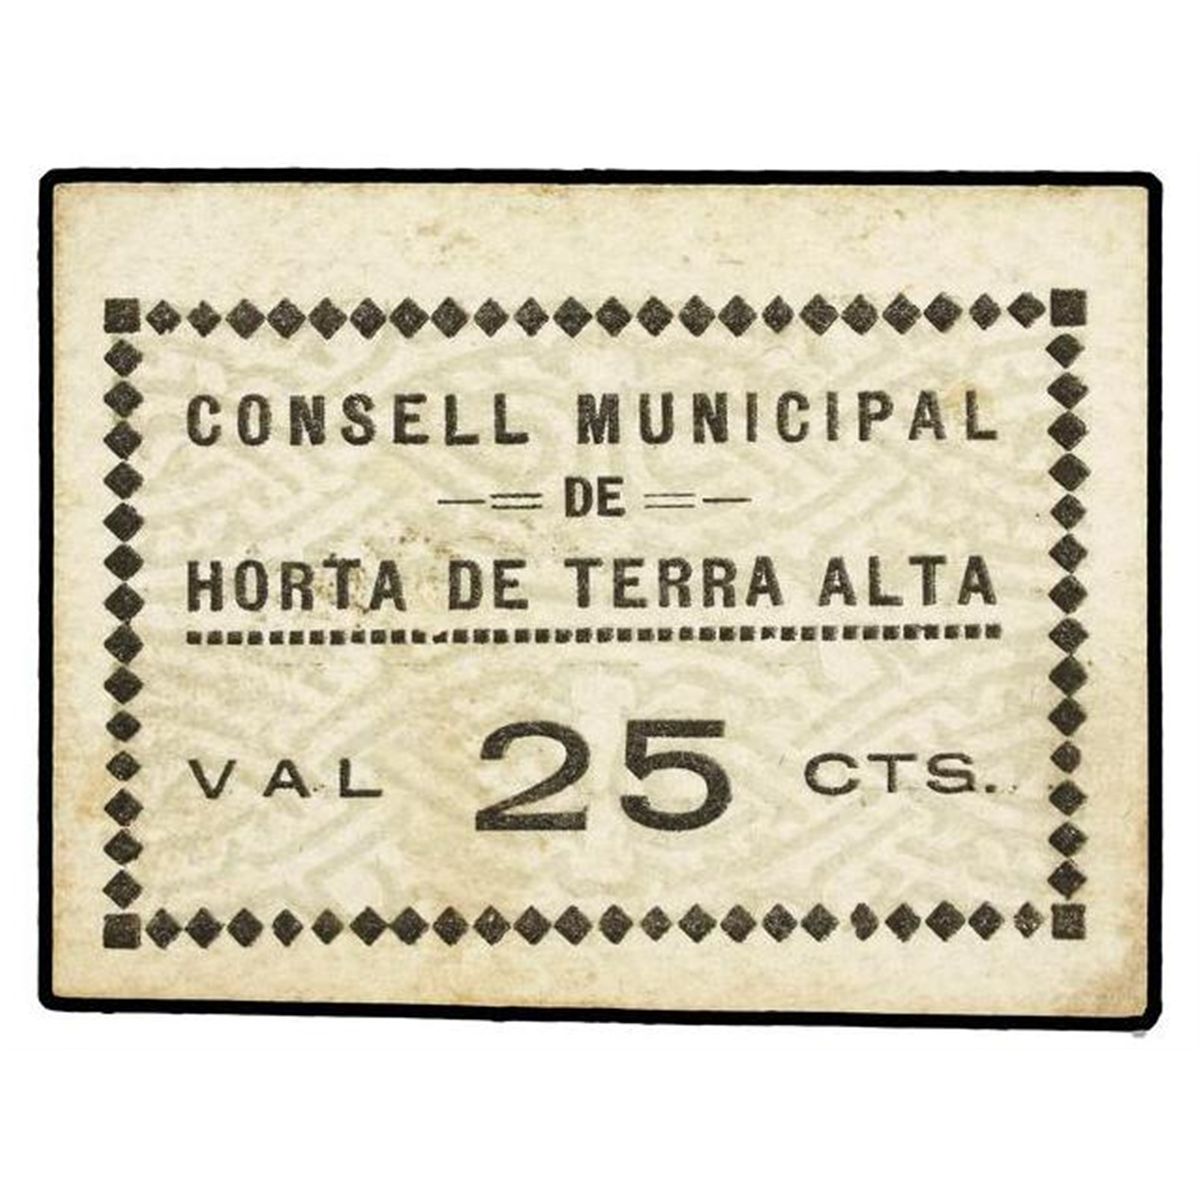 CONSELL MUNICIPAL
DE
HORTA DE TERRA ALTA
VAL 25 CTS.